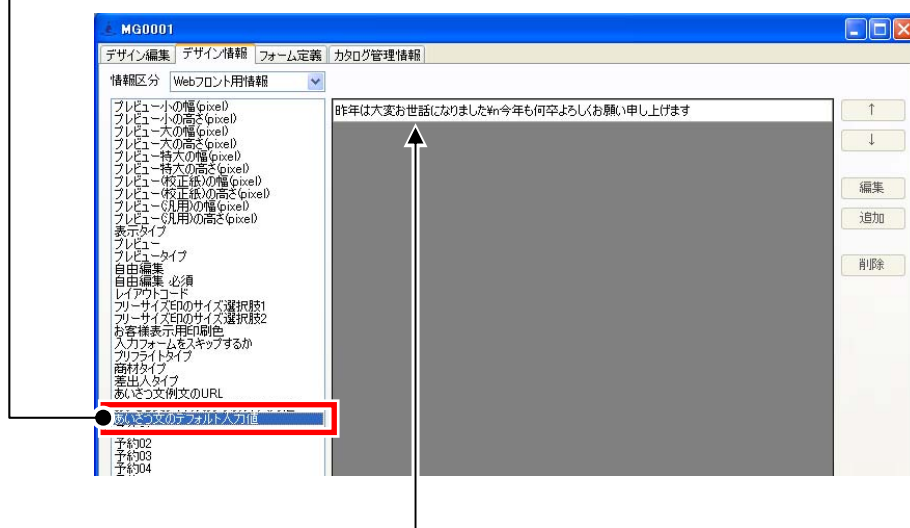 MG0001
デザイン編集 デザイン情報 フォーム定義 カタログ管理情報
情報区分 Webフロント用情報
プレビュー小の幅(pixel)
プレビュー小の高さ(pixel)
プレビュー大の幅(pixel)
プレビュー大の高さ(pixel)
プレビュー特大の幅(pixel)
プレビュー特大の高さ(pixel)
プレビュー(校正紙)の幅(pixel)
プレビュー(校正紙)の高さ(pixel)
プレビュー(汎用)の幅(pixel)
プレビュー(汎用)の高さ(pixel)
表示タイプ
プレビュー
プレビュータイプ
自由編集
自由編集 必須
レイアウトコード
フリーサイズ印のサイズ選択肢1
フリーサイズ印のサイズ選択肢2
お客様表示用印刷色
入力フォームをスキップするか
プリフライトタイプ
商材タイプ
差出人タイプ
あいさつ文例文のURL
あいさつ文のデフォルト入力値
予約02
予約03
予約04
昨年は大変お世話になりました¥n今年も何卒よろしくお願い申し上げます
↑
↓
編集
追加
削除